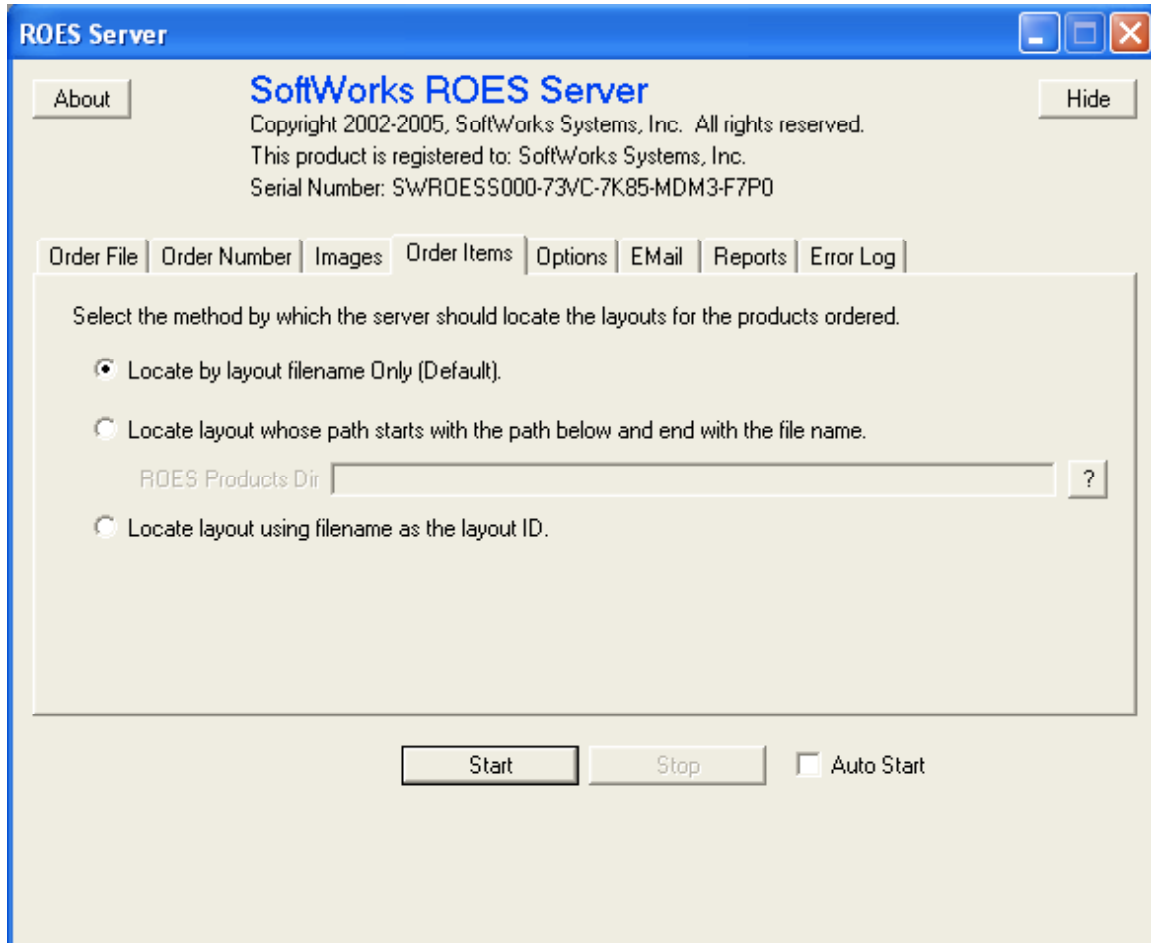 ROES Server
About
SoftWorks ROES Server
Hide
Copyright 2002-2005, SoftWorks Systems, Inc. All rights reserved.
This product is registered to: SoftWorks Systems, Inc.
Serial Number: SWROESS000-73VC-7K85-MDM3-F7P0
Order File Order Number Images Order Items Options EMail Reports Error Log
Select the method by which the server should locate the layouts for the products ordered.
Locate by layout filename Only (Default).
Locate layout whose path starts with the path below and end with the file name.
ROES Products Dir ?
Locate layout using filename as the layout ID.
Start Stop Auto Start